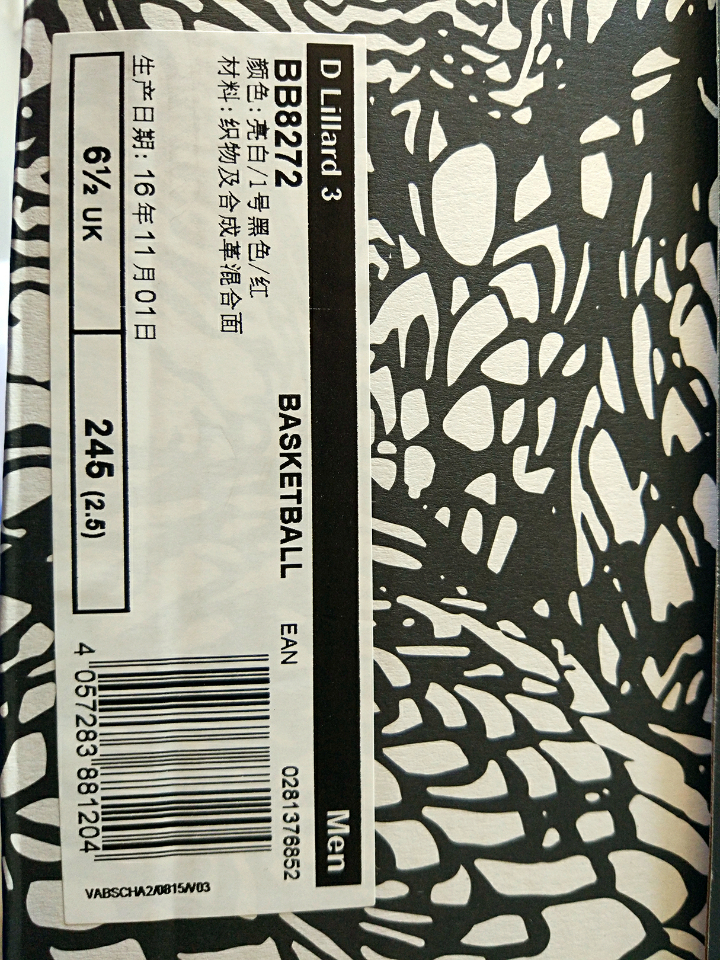 D Lillard 3 Men
BB8272 BASKETBALL EAN 0281376852
颜色:亮白/1号黑色/红
材料:织物及合成革混合面
生产日期: 16年11月01日
6½ UK 245 (2.5)
4 057283 881204
VABSCHA2/0815/V03